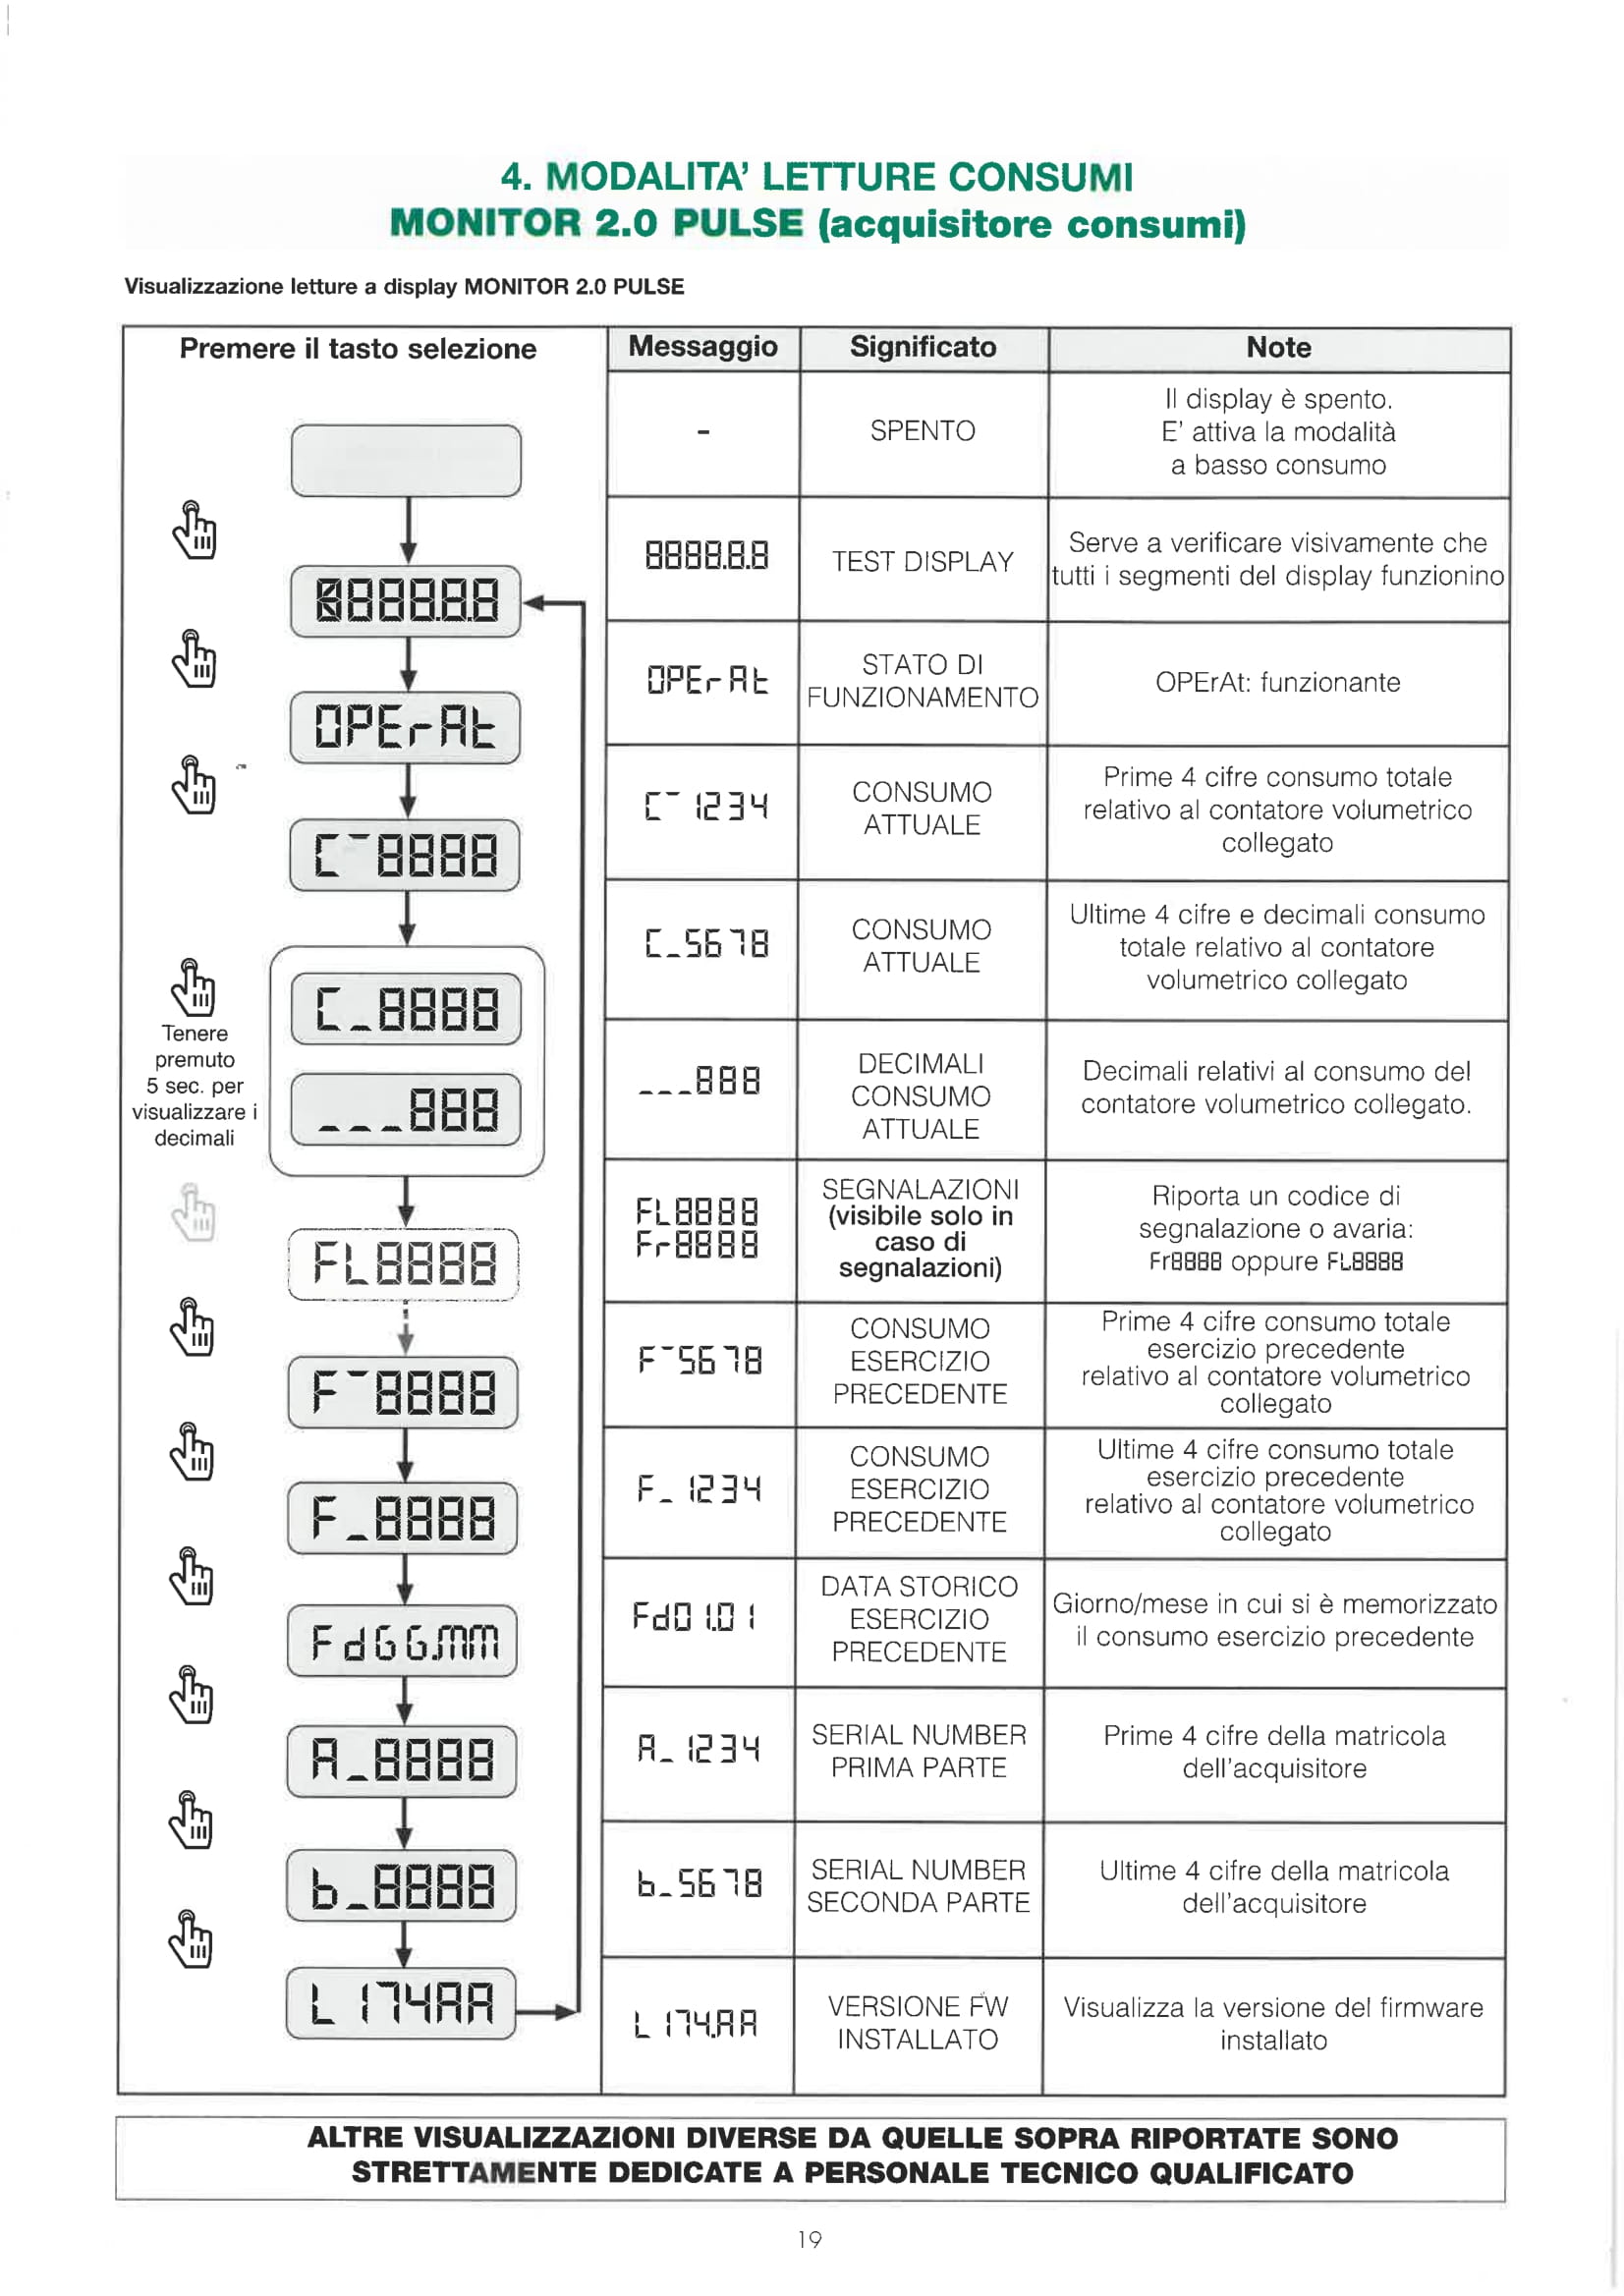 4. MODALITA’ LETTURE CONSUMI
MONITOR 2.0 PULSE (acquisitore consumi)
Visualizzazione letture a display MONITOR 2.0 PULSE
Premere il tasto selezione
888888
OPErAt
C¯8888
C_8888
___888
Tenere
premuto
5 sec. per
visualizzare i
decimali
FL8888
F¯8888
F_8888
FdGG.MM
A_8888
b_8888
L174AA
Messaggio Significato Note
- SPENTO
Il display è spento.
E’ attiva la modalità
a basso consumo
8888.8.8 TEST DISPLAY
Serve a verificare visivamente che
tutti i segmenti del display funzionino
OPErAt
STATO DI
FUNZIONAMENTO
OPErAt: funzionante
C¯1234
CONSUMO
ATTUALE
Prime 4 cifre consumo totale
relativo al contatore volumetrico
collegato
C_5678
CONSUMO
ATTUALE
Ultime 4 cifre e decimali consumo
totale relativo al contatore
volumetrico collegato
___888
DECIMALI
CONSUMO
ATTUALE
Decimali relativi al consumo del
contatore volumetrico collegato.
FL8888
Fr8888
SEGNALAZIONI
(visibile solo in
caso di
segnalazioni)
Riporta un codice di
segnalazione o avaria:
Fr8888 oppure FL8888
F¯5678
CONSUMO
ESERCIZIO
PRECEDENTE
Prime 4 cifre consumo totale
esercizio precedente
relativo al contatore volumetrico
collegato
F_1234
CONSUMO
ESERCIZIO
PRECEDENTE
Ultime 4 cifre consumo totale
esercizio precedente
relativo al contatore volumetrico
collegato
Fd01.01
DATA STORICO
ESERCIZIO
PRECEDENTE
Giorno/mese in cui si è memorizzato
il consumo esercizio precedente
A_1234
SERIAL NUMBER
PRIMA PARTE
Prime 4 cifre della matricola
dell’acquisitore
b_5678
SERIAL NUMBER
SECONDA PARTE
Ultime 4 cifre della matricola
dell’acquisitore
L174.AA
VERSIONE FW
INSTALLATO
Visualizza la versione del firmware
installato
ALTRE VISUALIZZAZIONI DIVERSE DA QUELLE SOPRA RIPORTATE SONO
STRETTAMENTE DEDICATE A PERSONALE TECNICO QUALIFICATO
19